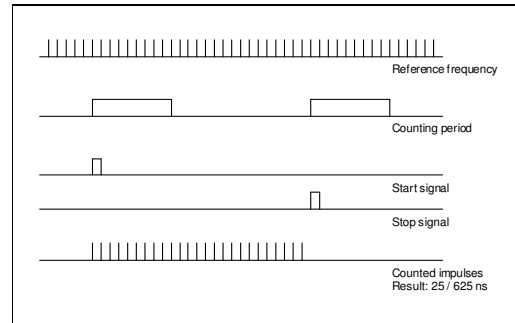 Reference frequency
Counting period
Start signal
Stop signal
Counted impulses
Result: 25 / 625 ns